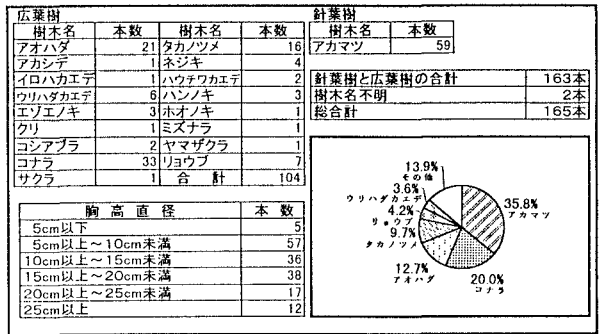 広葉樹
樹木名 本数 樹木名 本数
アオハダ 21 タカノツメ 16
アカシデ 1 ネジキ 4
イロハカエデ 1 ハウチワカエデ 2
ウリハダカエデ 6 ハンノキ 3
エゾエノキ 3 ホオノキ 1
クリ 1 ミズナラ 1
コシアブラ 2 ヤマザクラ 1
コナラ 33 リョウブ 7
サクラ 1 合計 104
針葉樹
樹木名 本数
アカマツ 59
針葉樹と広葉樹の合計 163本
樹木名不明 2本
総合計 165本
胸高直径 本数
5cm以下 5
5cm以上〜10cm未満 57
10cm以上〜15cm未満 36
15cm以上〜20cm未満 38
20cm以上〜25cm未満 17
25cm以上 12
13.9%
その他
3.6%
ウリハダカエデ
4.2%
リョウブ
9.7%
タカノツメ
12.7%
アオハダ
20.0%
コナラ
35.8%
アカマツ